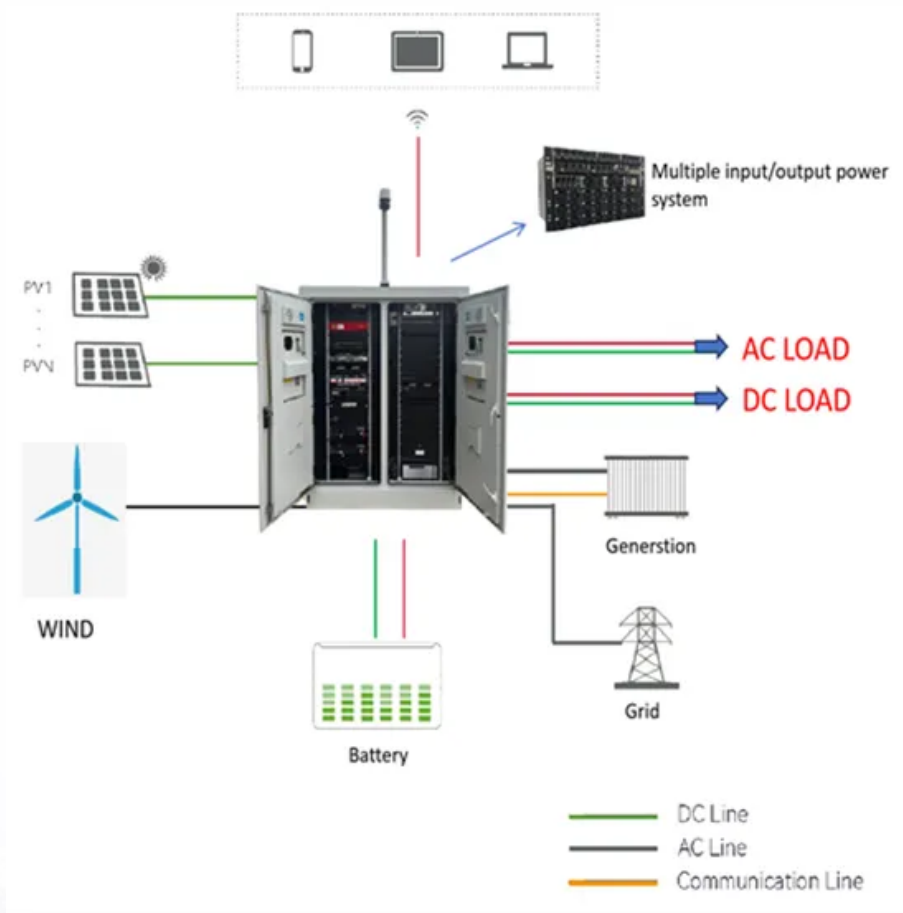 Multiple input/output power
system
PV1
PVN
AC LOAD
DC LOAD
WIND
Generstion
Grid
Battery
DC Line
AC Line
Communication Line